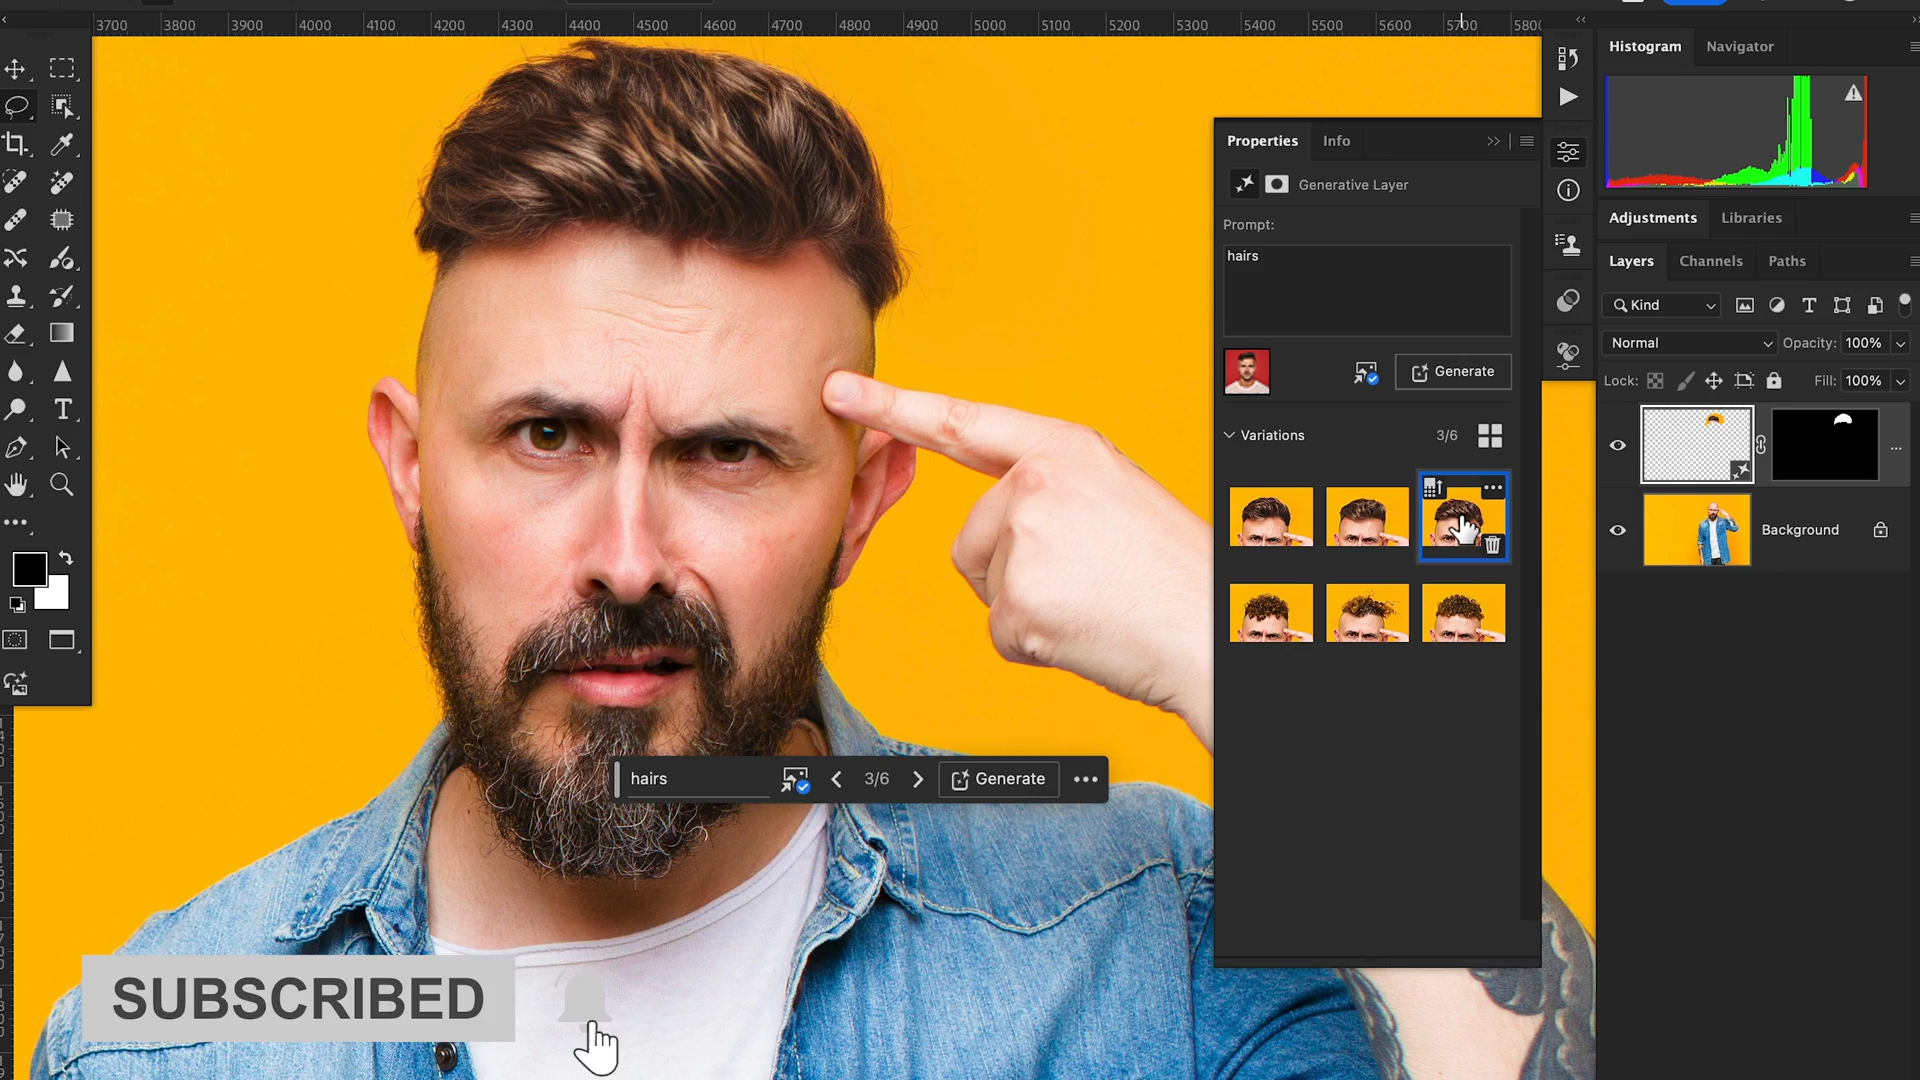 3700 3800 3900 4000 4100 4200 4300 4400 4500 4600 4700 4800 4900 5000 5100 5200 5300 5400 5500 5600 5700 5800
Histogram Navigator
Properties Info
Generative Layer
Prompt:
hairs
Generate
Variations 3/6
Adjustments Libraries
Layers Channels Paths
Kind
Normal Opacity: 100%
Lock: Fill: 100%
Background
hairs 3/6 Generate
SUBSCRIBED